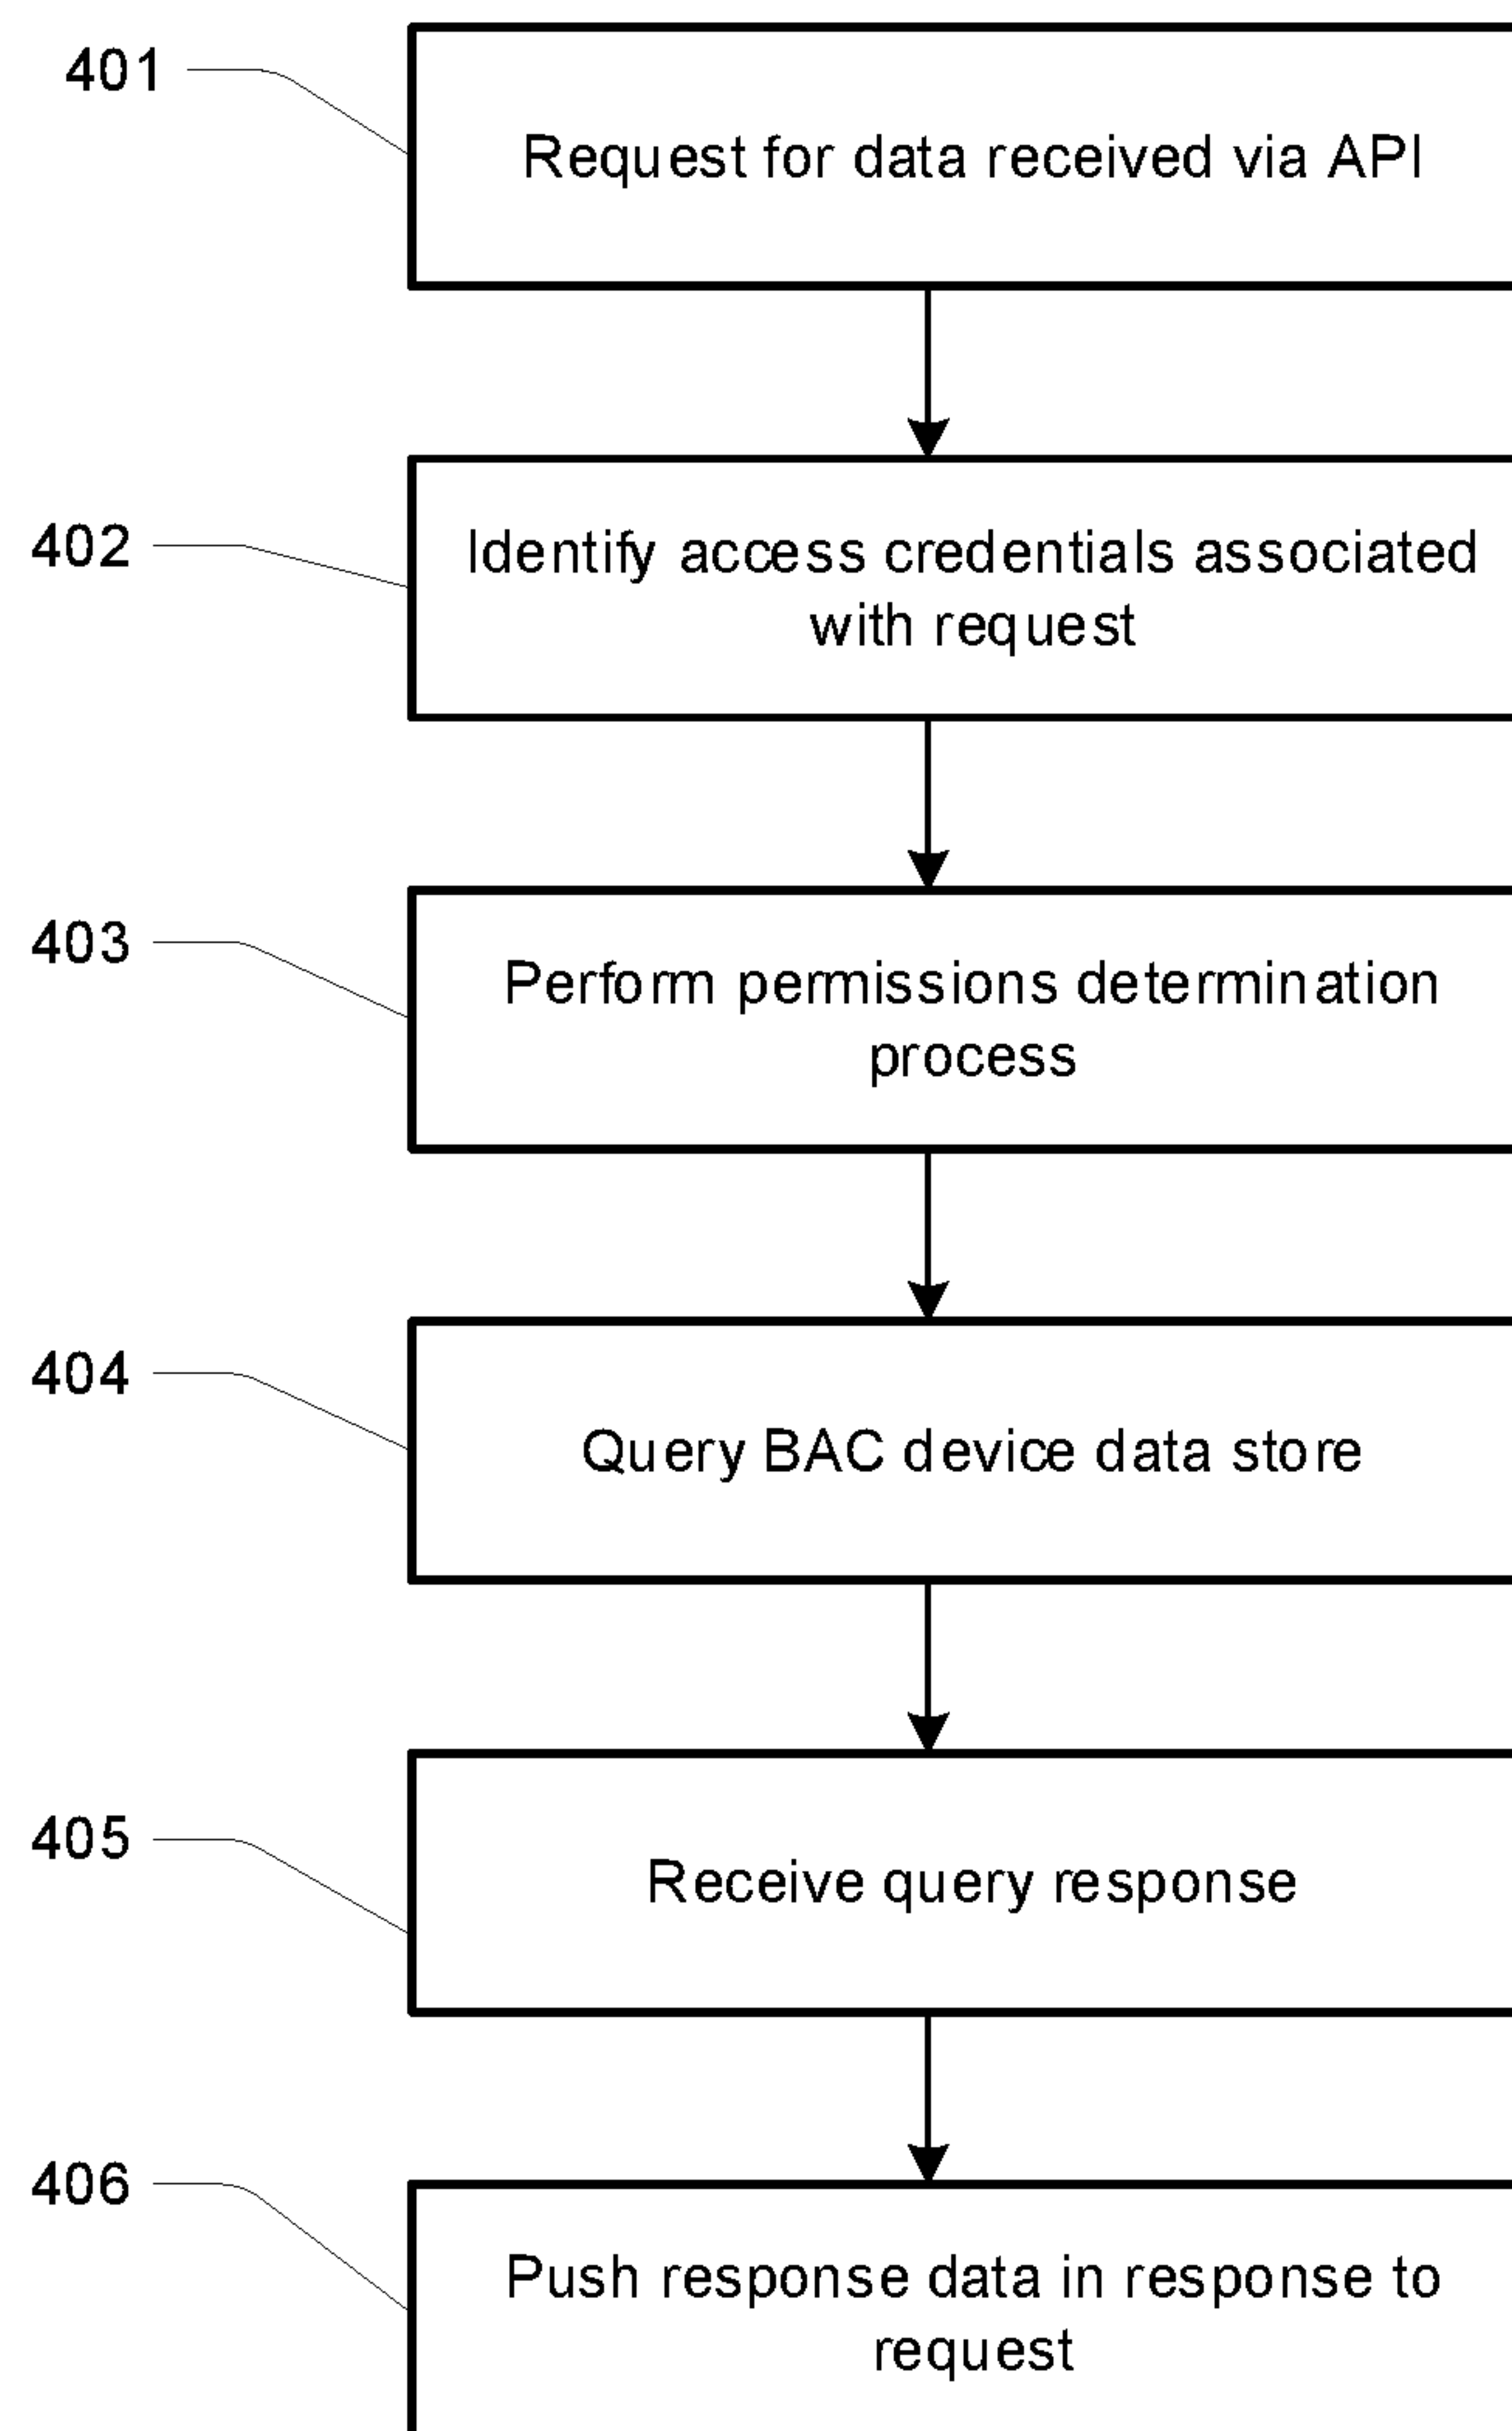 401
Request for data received via API
402
Identify access credentials associated
with request
403
Perform permissions determination
process
404
Query BAC device data store
405
Receive query response
406
Push response data in response to
request